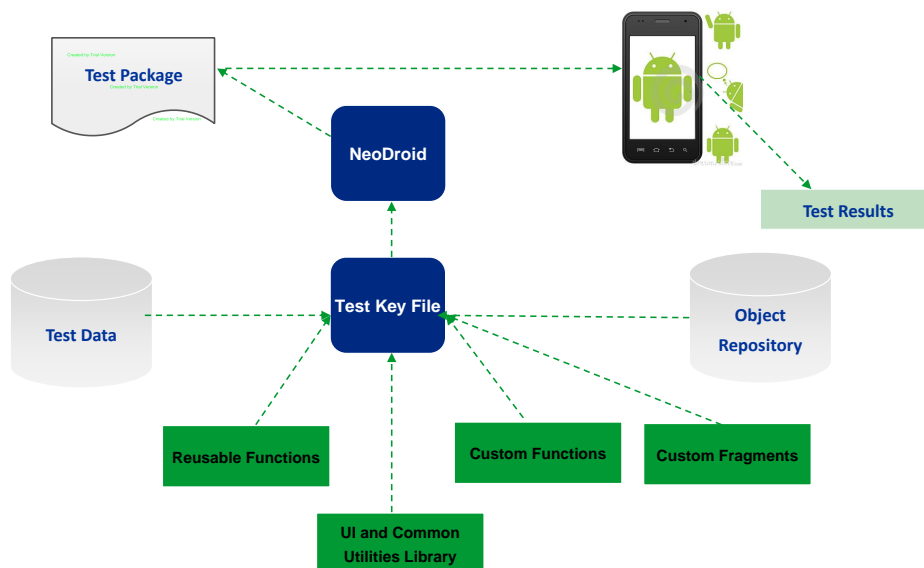 Created by Trial Version
Test Package
Created by Trial Version
Created by Trial Version
NeoDroid
Test Results
Test Data
Test Key File
Object
Repository
Reusable Functions
Custom Functions
Custom Fragments
UI and Common
Utilities Library